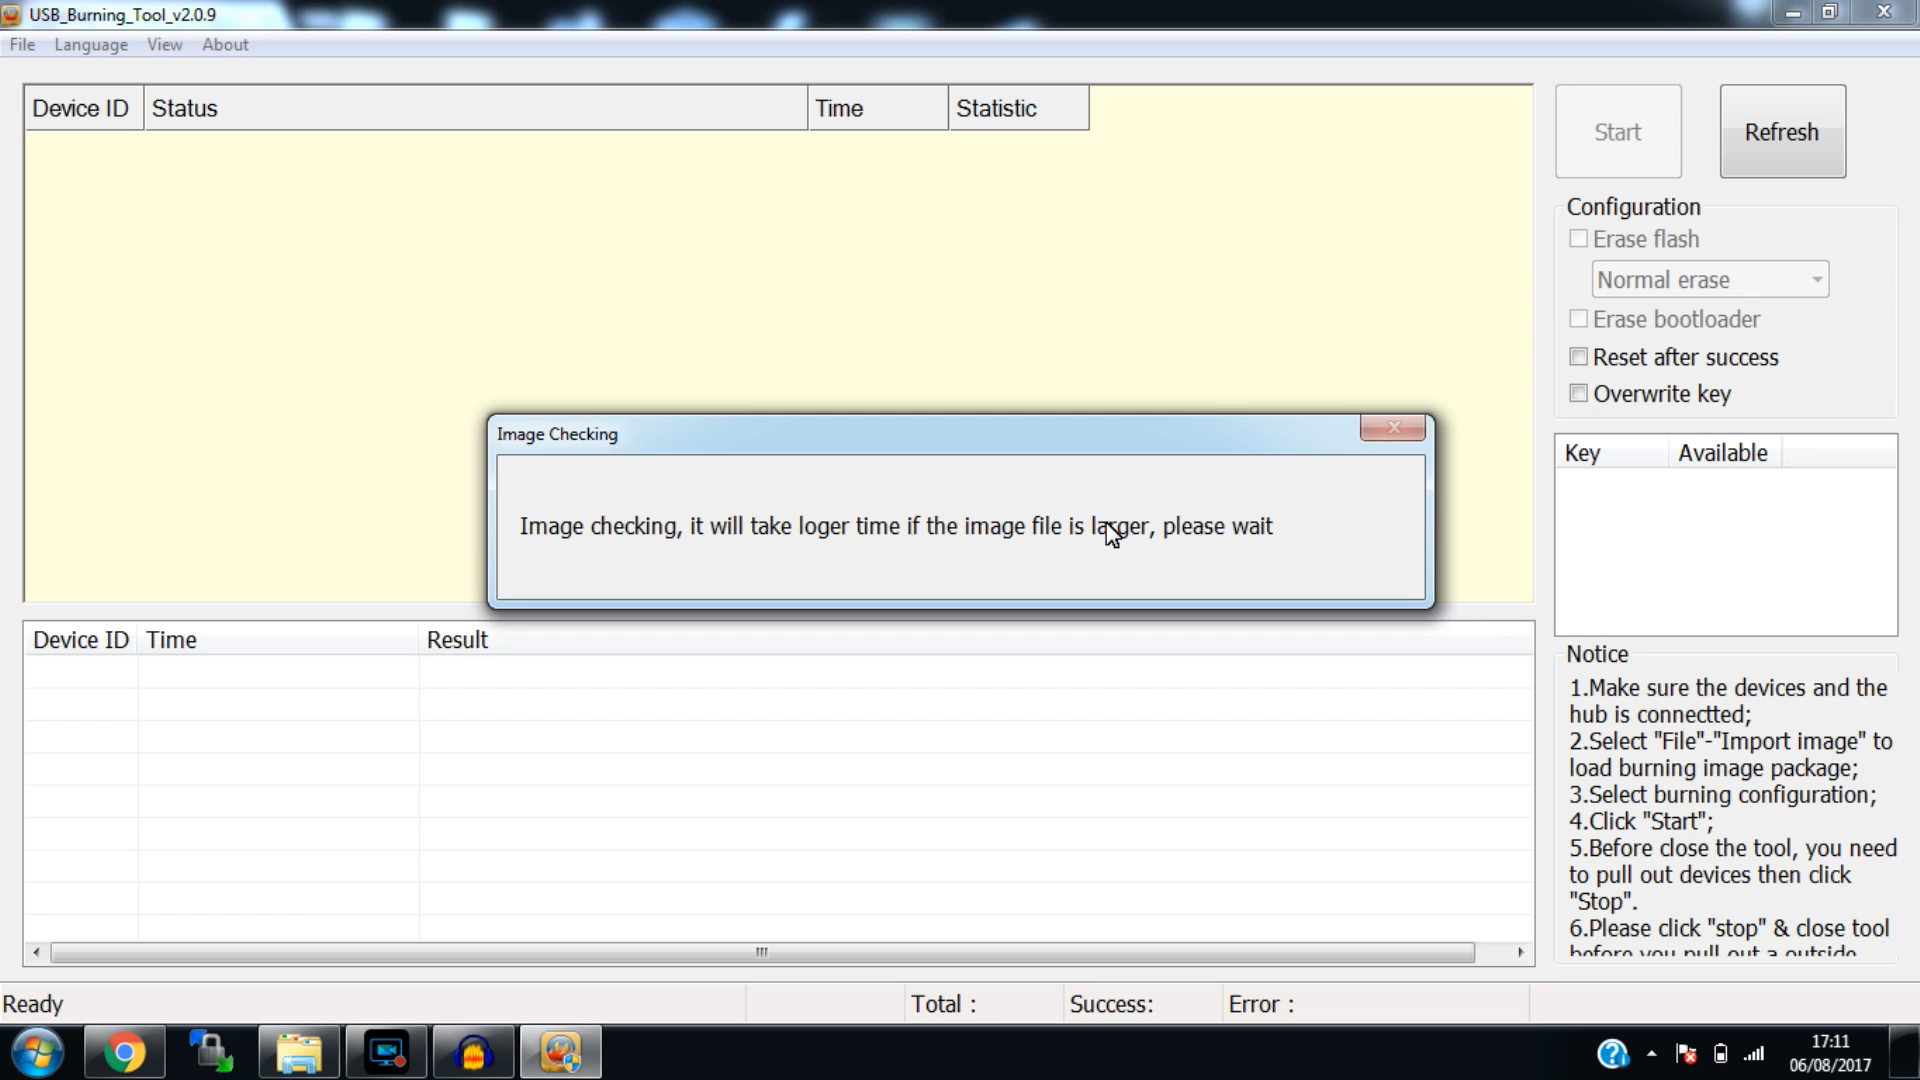 USB_Burning_Tool_v2.0.9
File Language View About
Device ID Status Time Statistic
Start Refresh
Configuration
Erase flash
Normal erase
Erase bootloader
Reset after success
Overwrite key
Image Checking
Image checking, it will take loger time if the image file is larger, please wait
Key Available
Device ID Time Result
Notice
1.Make sure the devices and the
hub is connectted;
2.Select "File"-"Import image" to
load burning image package;
3.Select burning configuration;
4.Click "Start";
5.Before close the tool, you need
to pull out devices then click
"Stop".
6.Please click "stop" & close tool
before you pull out a outside
Ready Total : Success: Error :
17:11
06/08/2017